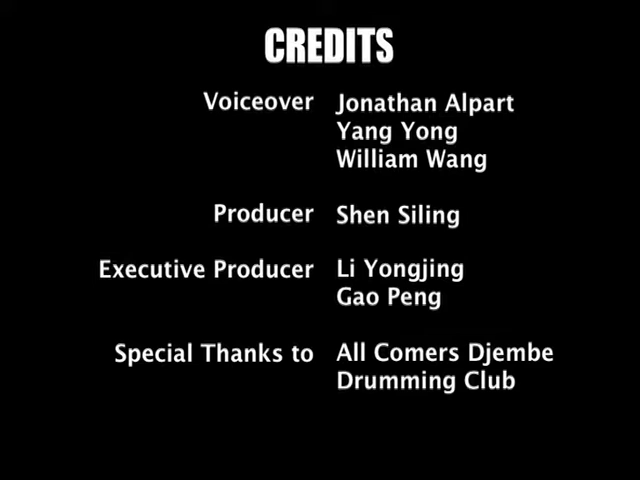 CREDITS
Voiceover Jonathan Alpart
Yang Yong
William Wang
Producer Shen Siling
Executive Producer Li Yongjing
Gao Peng
Special Thanks to All Comers Djembe
Drumming Club